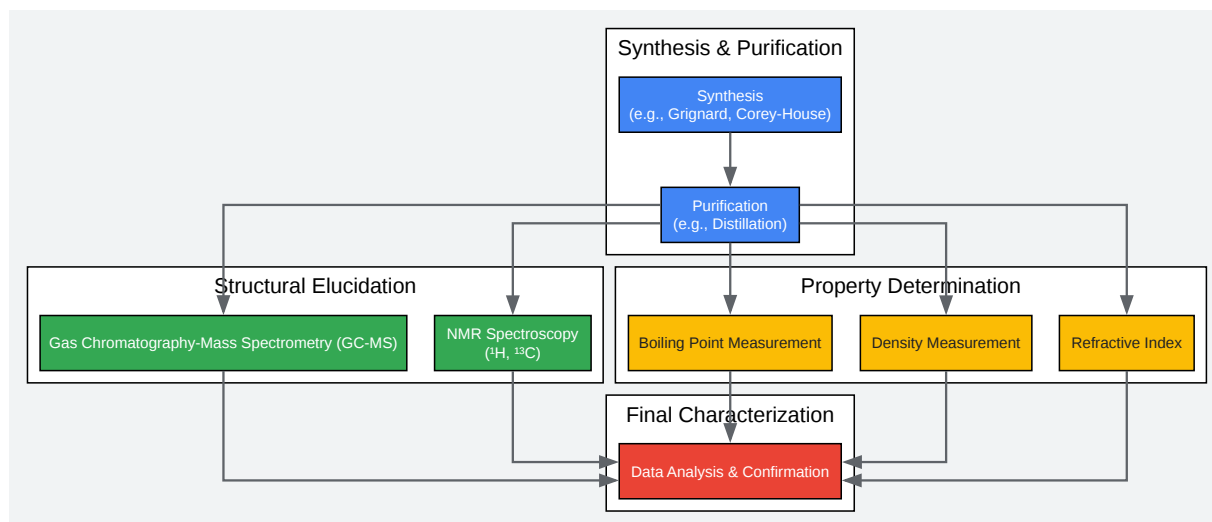 Synthesis & Purification
Synthesis
(e.g., Grignard, Corey-House)
Purification
(e.g., Distillation)
Structural Elucidation
Gas Chromatography-Mass Spectrometry (GC-MS)
NMR Spectroscopy
(¹H, ¹³C)
Property Determination
Boiling Point Measurement
Density Measurement
Refractive Index
Final Characterization
Data Analysis & Confirmation